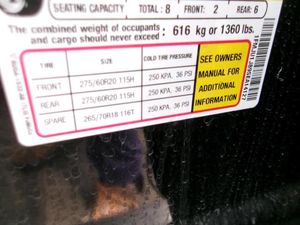 SEATING CAPACITY TOTAL: 8 FRONT: 2 REAR: 6
The combined weight of occupants
and cargo should never exceed: 616 kg or 1360 lbs.
TIRE SIZE COLD TIRE PRESSURE
FRONT 275/60R20 115H 250 KPA, 36 PSI
REAR 275/60R20 115H 250 KPA, 36 PSI
SPARE 265/70R18 116T 250 KPA, 36 PSI
SEE OWNERS
MANUAL FOR
ADDITIONAL
INFORMATION